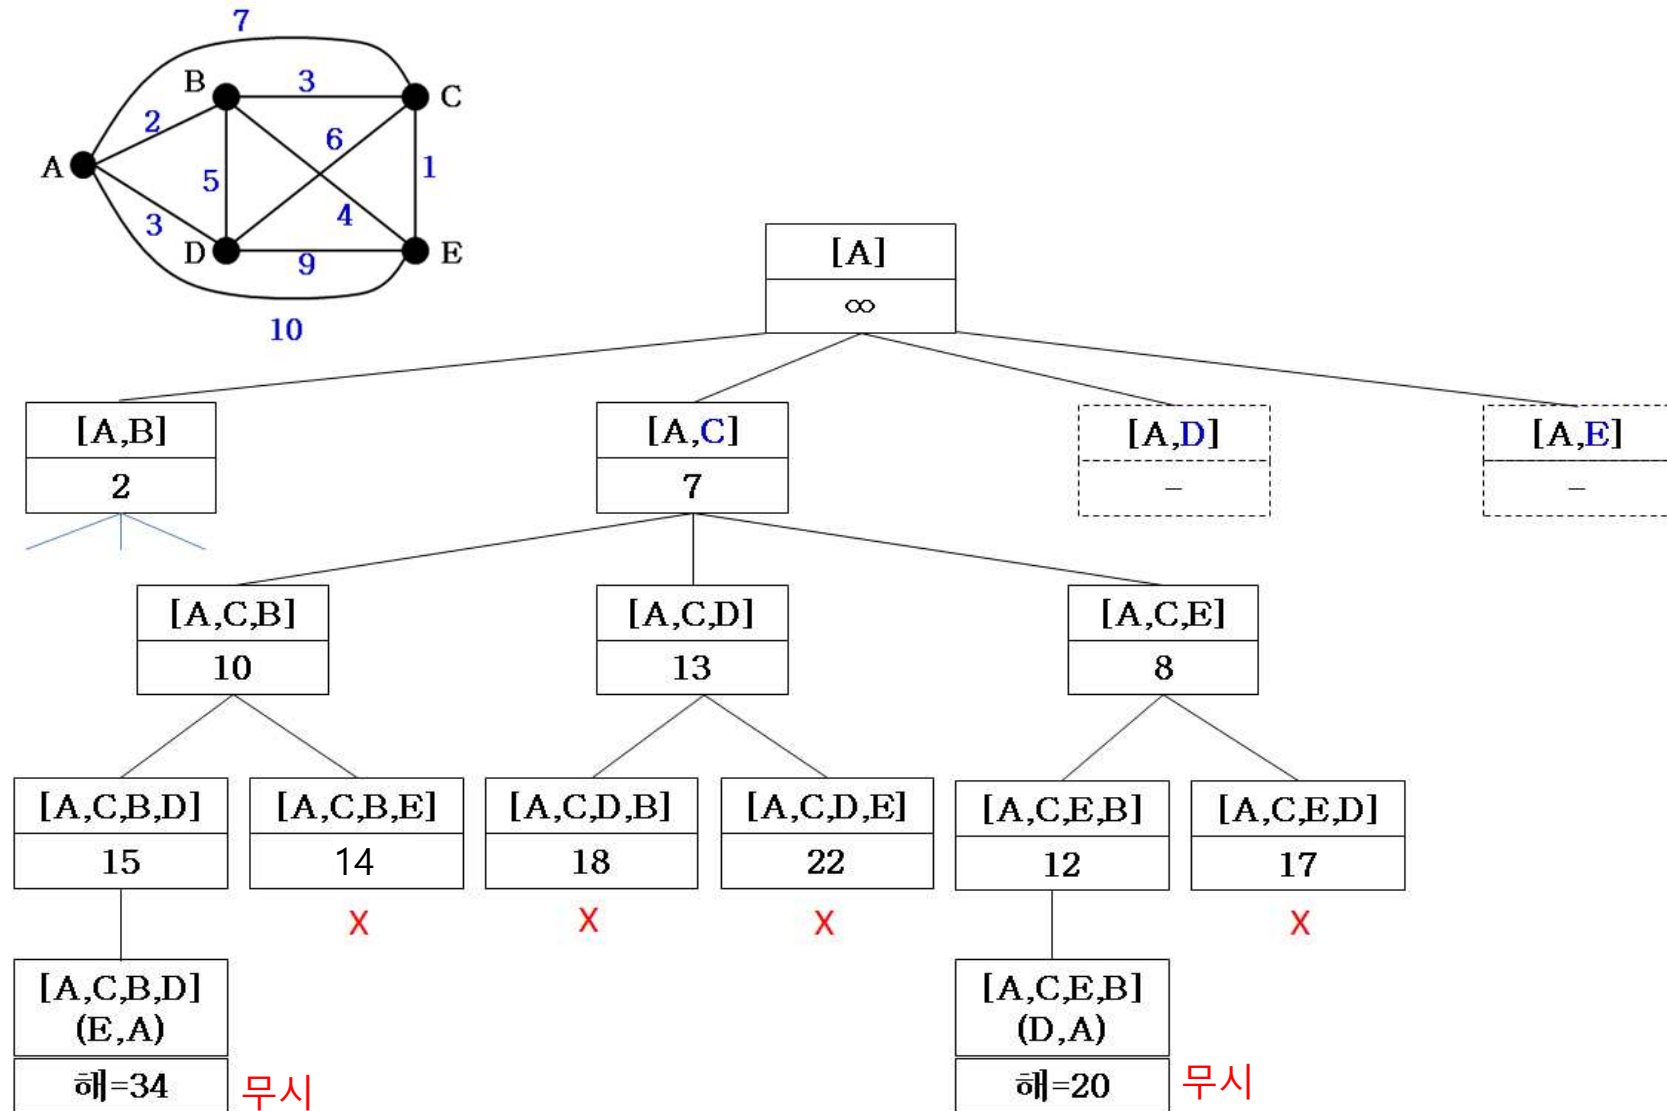 7
B
3
C
2
6
A
5
1
4
3
D
9
E
10
[A]
∞
[A,B]
2
[A,C]
7
[A,D]
–
[A,E]
–
[A,C,B]
10
[A,C,D]
13
[A,C,E]
8
[A,C,B,D]
15
[A,C,B,E]
14
X
[A,C,D,B]
18
X
[A,C,D,E]
22
X
[A,C,E,B]
12
[A,C,E,D]
17
X
[A,C,B,D]
(E,A)
해=34
무시
[A,C,E,B]
(D,A)
해=20
무시